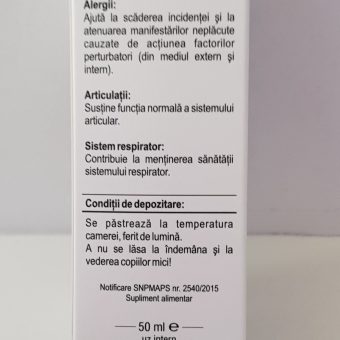 Alergii:
Ajută la scăderea incidenței și la
atenuarea manifestărilor neplăcute
cauzate de acțiunea factorilor
perturbatori (din mediul extern și
intern).
Articulații:
Susține funcția normală a sistemului
articular.
Sistem respirator:
Contribuie la menținerea sănătății
sistemului respirator.
Condiții de depozitare:
Se păstrează la temperatura
camerei, ferit de lumină.
A nu se lăsa la îndemâna și la
vederea copiilor mici!
Notificare SNPMAPS nr. 2540/2015
Supliment alimentar
50 ml e
uz intern